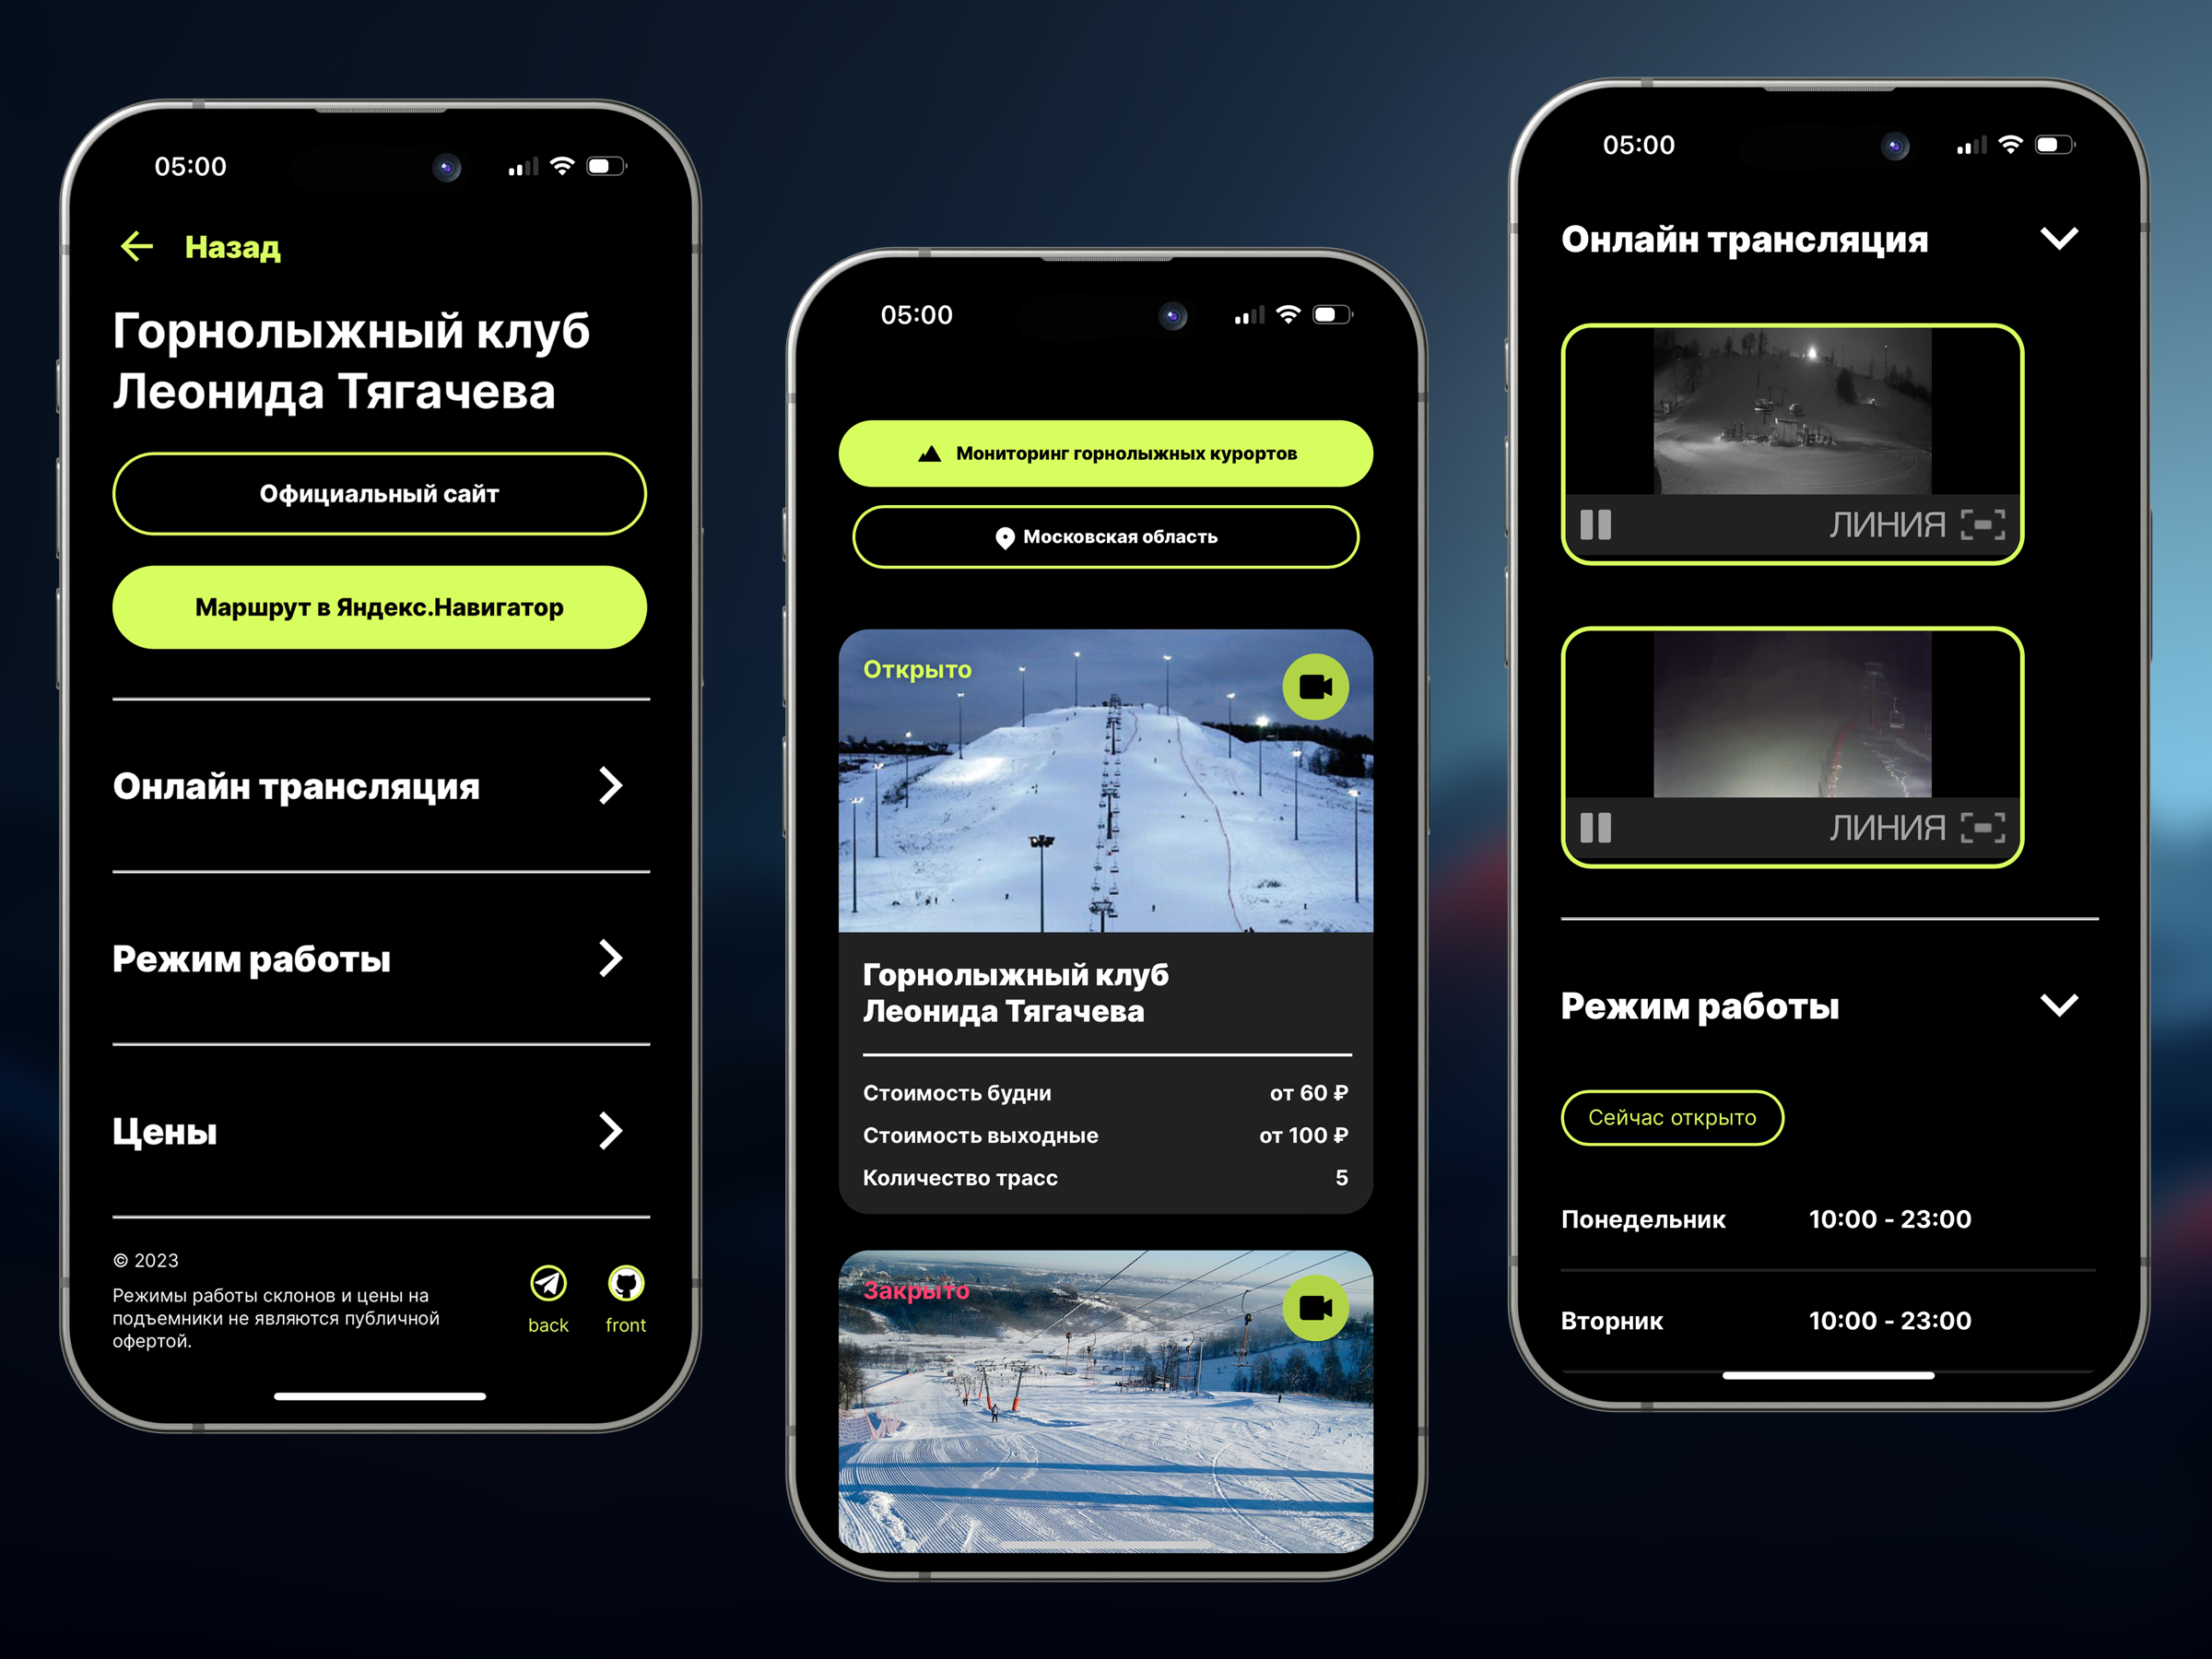 05:00
← Назад
Горнолыжный клуб
Леонида Тягачева
Официальный сайт
Маршрут в Яндекс.Навигатор
Онлайн трансляция
Режим работы
Цены
© 2023
Режимы работы склонов и цены на
подъемники не являются публичной
офертой.
back
front
05:00
Мониторинг горнолыжных курортов
Московская область
Открыто
Горнолыжный клуб
Леонида Тягачева
Стоимость будни от 60 ₽
Стоимость выходные от 100 ₽
Количество трасс 5
Закрыто
05:00
Онлайн трансляция
ЛИНИЯ
ЛИНИЯ
Режим работы
Сейчас открыто
Понедельник 10:00 - 23:00
Вторник 10:00 - 23:00